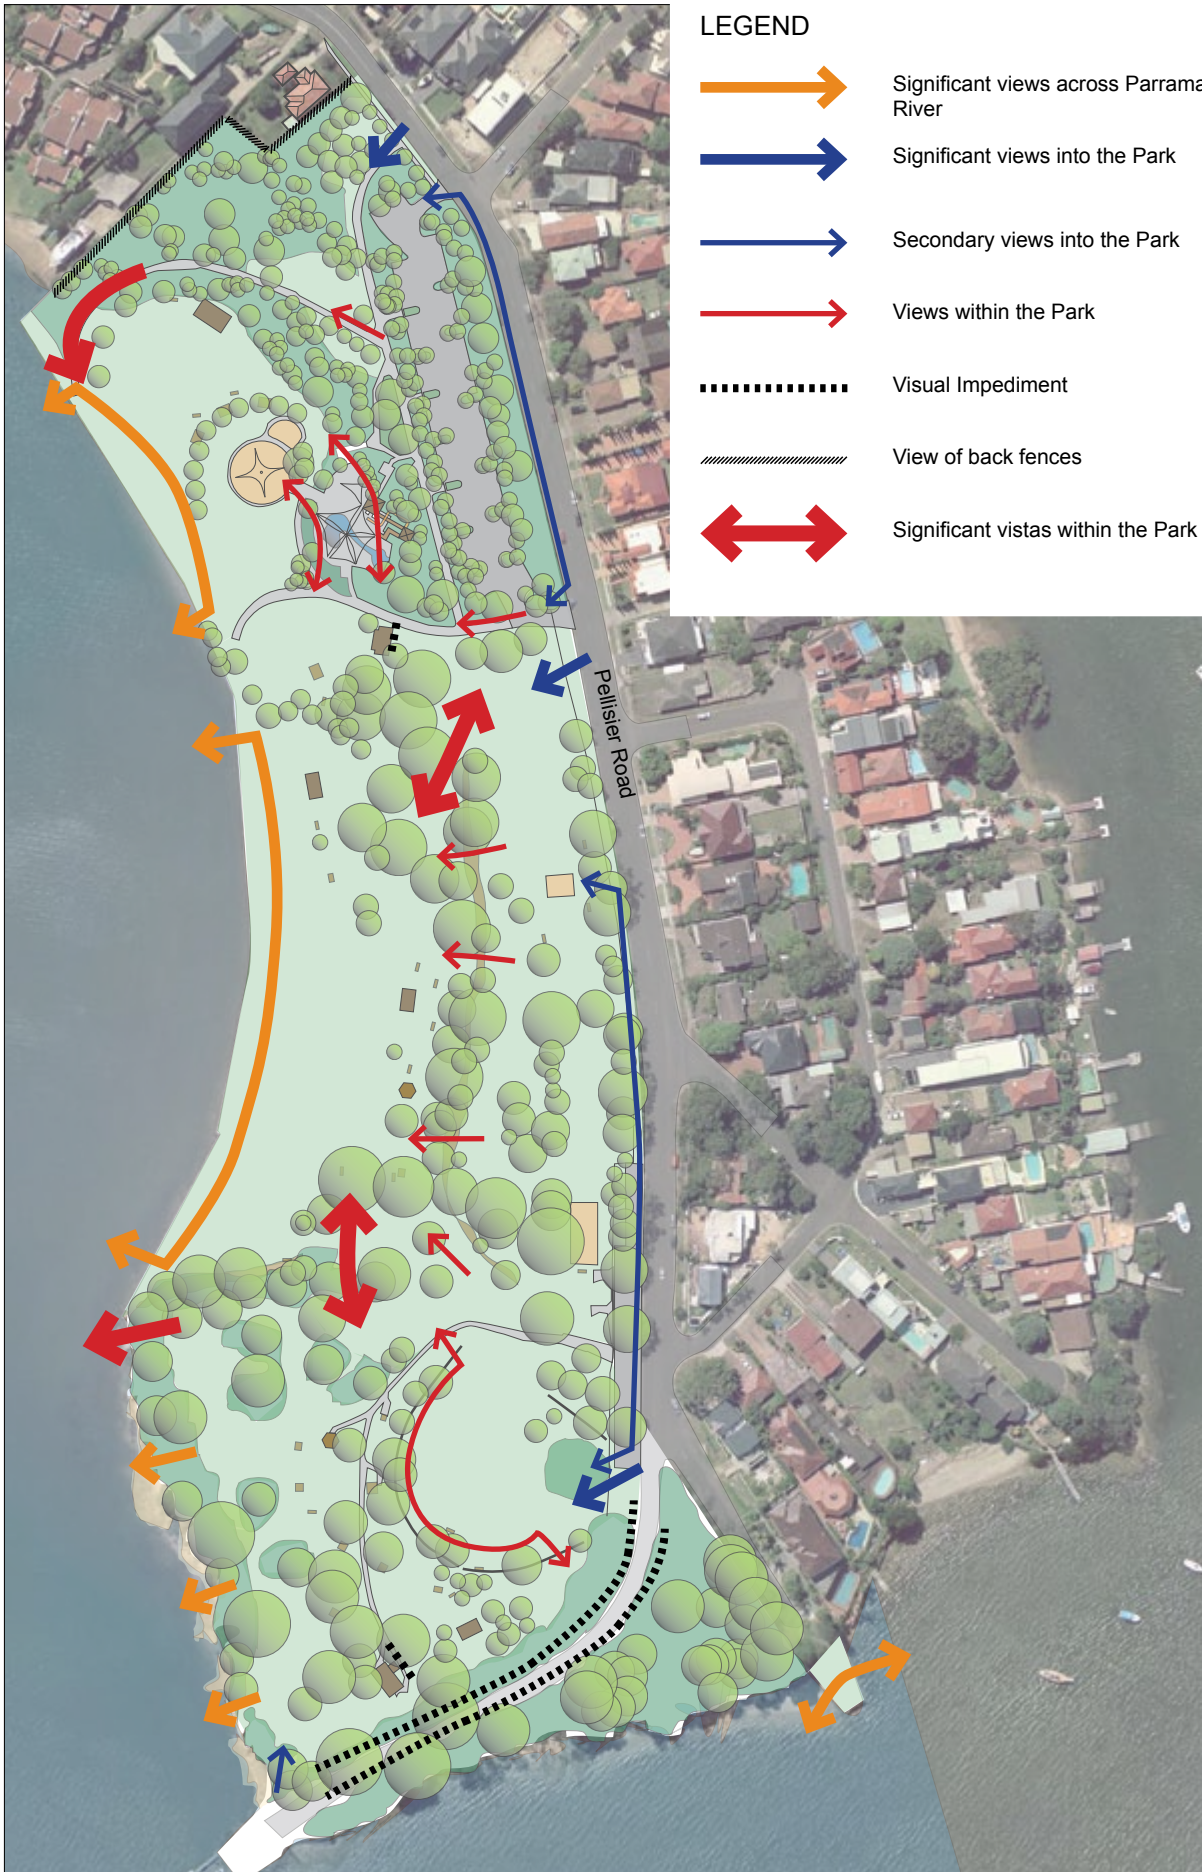 LEGEND
Significant views across Parrama
River
Significant views into the Park
Secondary views into the Park
Views within the Park
Visual Impediment
View of back fences
Significant vistas within the Park
Pellisier Road